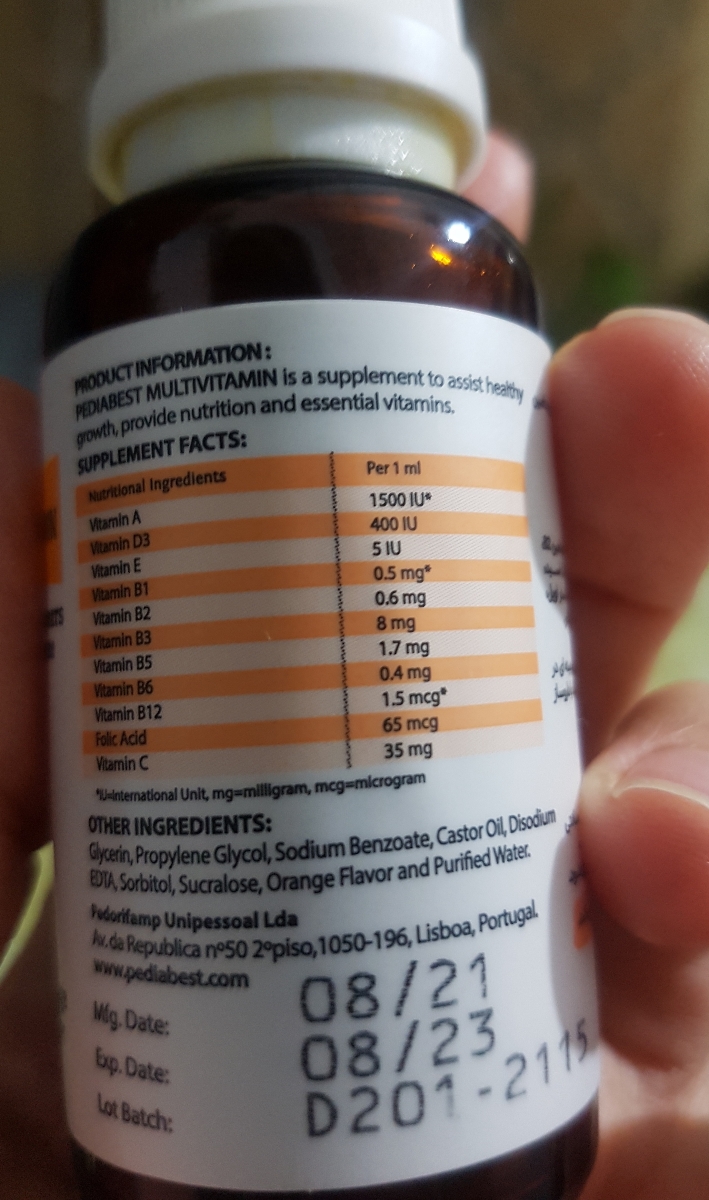 PRODUCT INFORMATION:
PEDIABEST MULTIVITAMIN is a supplement to assist healthy
growth, provide nutrition and essential vitamins.
SUPPLEMENT FACTS:
Nutritional Ingredients Per 1 ml
Vitamin A 1500 IU*
Vitamin D3 400 IU
Vitamin E 5 IU
Vitamin B1 0.5 mg*
Vitamin B2 0.6 mg
Vitamin B3 8 mg
Vitamin B5 1.7 mg
Vitamin B6 0.4 mg
Vitamin B12 1.5 mcg*
Folic Acid 65 mcg
Vitamin C 35 mg
*IU=International Unit, mg=milligram, mcg=microgram
OTHER INGREDIENTS:
Glycerin, Propylene Glycol, Sodium Benzoate, Castor Oil, Disodium
EDTA, Sorbitol, Sucralose, Orange Flavor and Purified Water.
Pedorifamp Unipessoal Lda
Av. da Republica nº50 2ºpiso,1050-196, Lisboa, Portugal.
www.pediabest.com
Mfg. Date: 08/21
Exp. Date: 08/23
Lot Batch: D201-2115